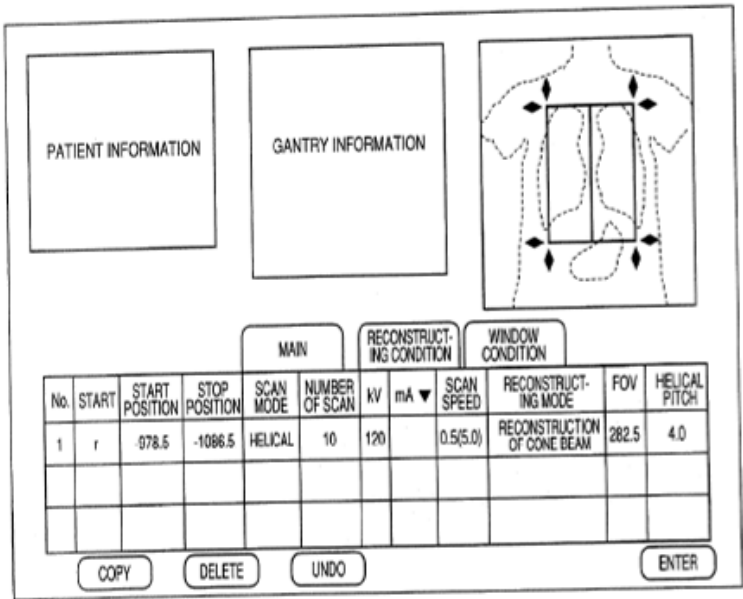 PATIENT INFORMATION
GANTRY INFORMATION
MAIN
RECONSTRUCT-
ING CONDITION
WINDOW
CONDITION
No.
START
START
POSITION
STOP
POSITION
SCAN
MODE
NUMBER
OF SCAN
kV
mA ▼
SCAN
SPEED
RECONSTRUCT-
ING MODE
FOV
HELICAL
PITCH
1
r
-978.5
-1086.5
HELICAL
10
120
0.5(5.0)
RECONSTRUCTION
OF CONE BEAM
282.5
4.0
COPY
DELETE
UNDO
ENTER